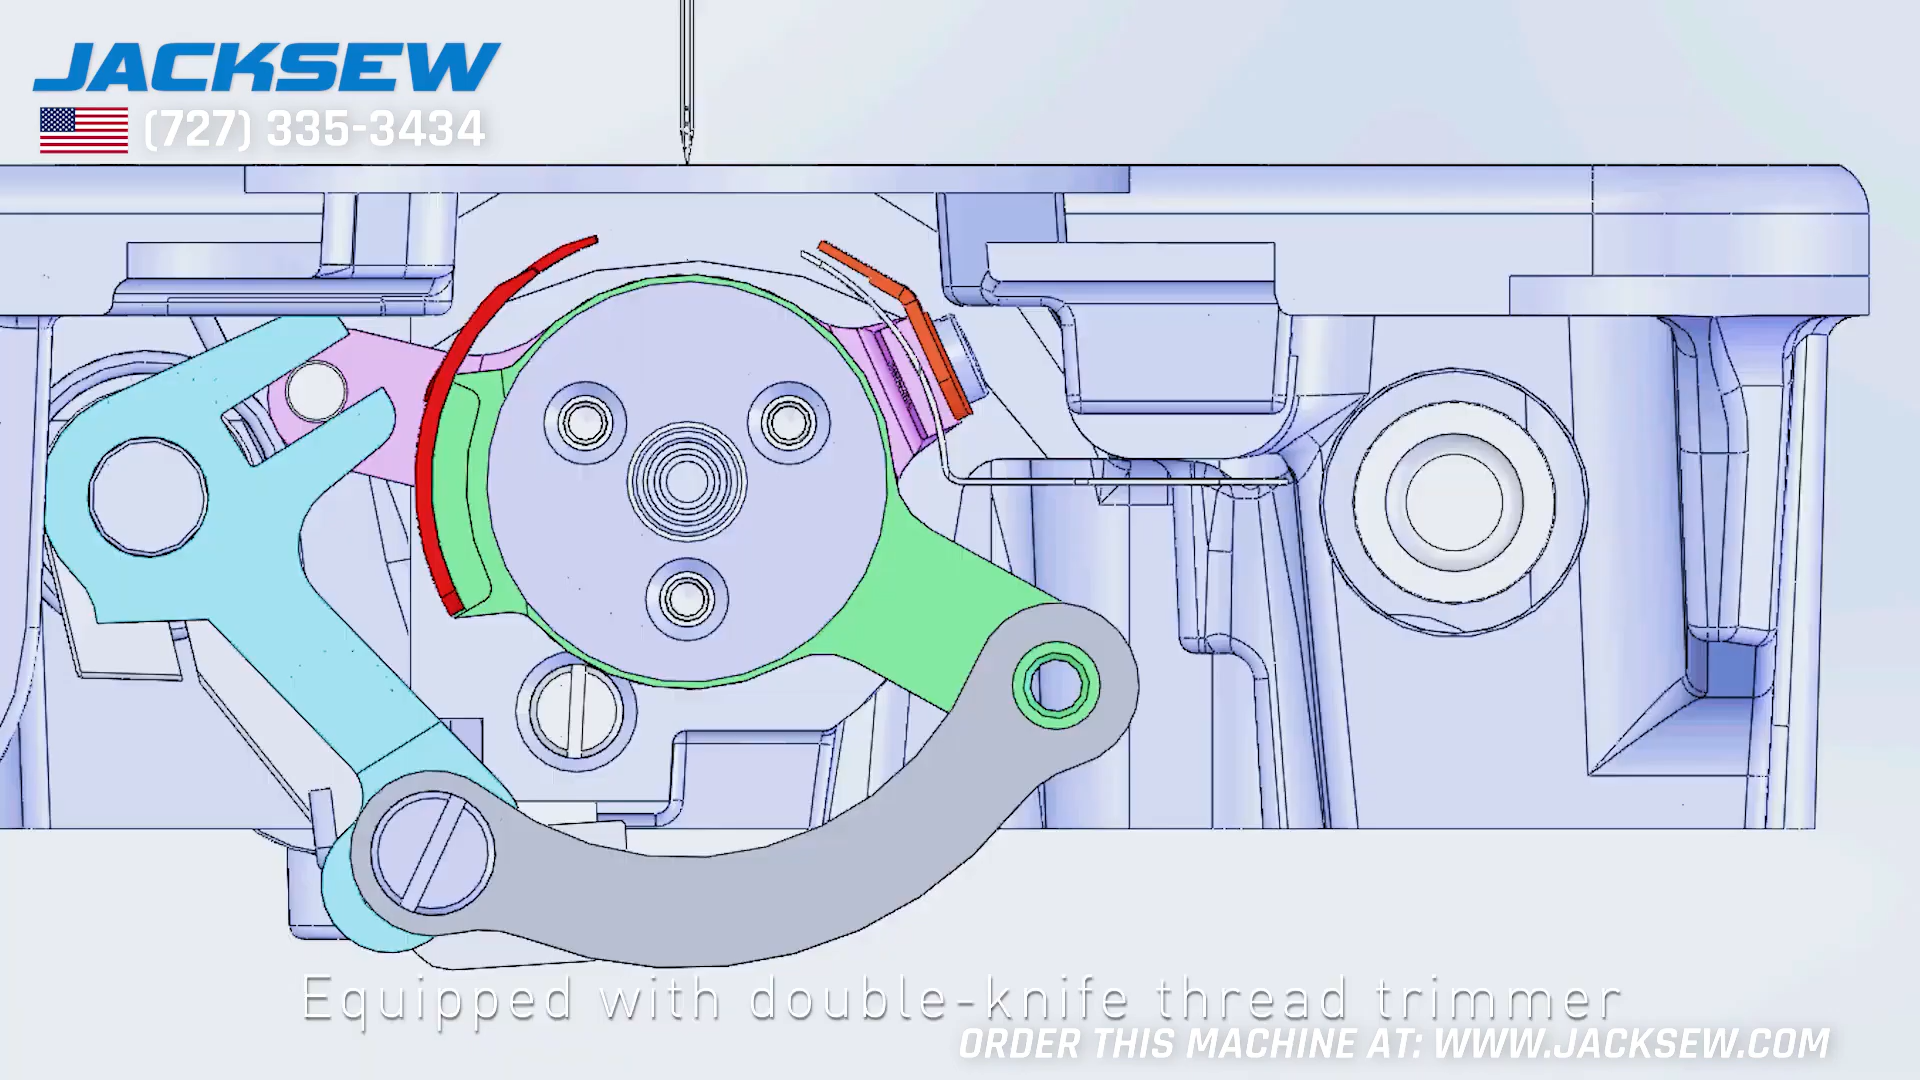 JACKSEW
(727) 335-3434
Equipped with double-knife thread trimmer
ORDER THIS MACHINE AT: WWW.JACKSEW.COM